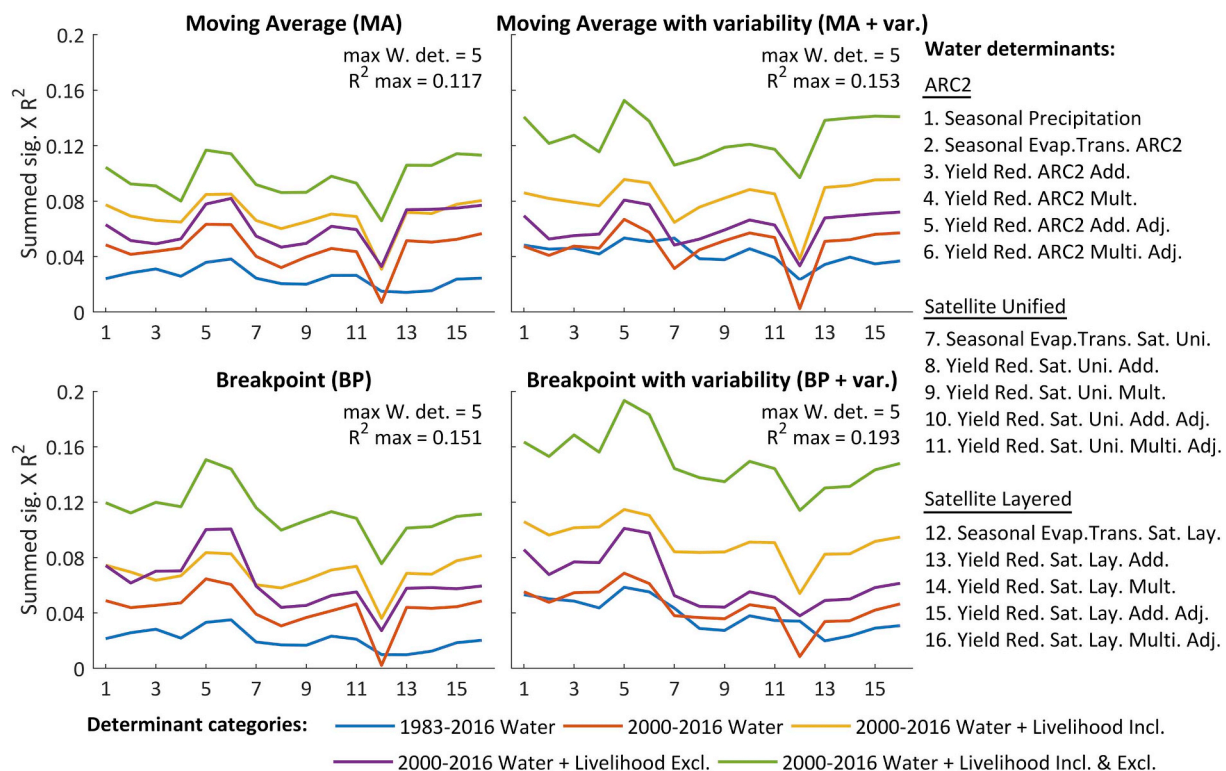 Moving Average (MA)
max W. det. = 5
R² max = 0.117
Summed sig. X R²
0.2
0.16
0.12
0.08
0.04
0
1 3 5 7 9 11 13 15
Moving Average with variability (MA + var.)
max W. det. = 5
R² max = 0.153
1 3 5 7 9 11 13 15
Breakpoint (BP)
max W. det. = 5
R² max = 0.151
Summed sig. X R²
0.2
0.16
0.12
0.08
0.04
0
1 3 5 7 9 11 13 15
Breakpoint with variability (BP + var.)
max W. det. = 5
R² max = 0.193
1 3 5 7 9 11 13 15
Water determinants:
ARC2
1. Seasonal Precipitation
2. Seasonal Evap.Trans. ARC2
3. Yield Red. ARC2 Add.
4. Yield Red. ARC2 Mult.
5. Yield Red. ARC2 Add. Adj.
6. Yield Red. ARC2 Multi. Adj.
Satellite Unified
7. Seasonal Evap.Trans. Sat. Uni.
8. Yield Red. Sat. Uni. Add.
9. Yield Red. Sat. Uni. Mult.
10. Yield Red. Sat. Uni. Add. Adj.
11. Yield Red. Sat. Uni. Multi. Adj.
Satellite Layered
12. Seasonal Evap.Trans. Sat. Lay.
13. Yield Red. Sat. Lay. Add.
14. Yield Red. Sat. Lay. Mult.
15. Yield Red. Sat. Lay. Add. Adj.
16. Yield Red. Sat. Lay. Multi. Adj.
Determinant categories:
1983-2016 Water
2000-2016 Water
2000-2016 Water + Livelihood Incl.
2000-2016 Water + Livelihood Excl.
2000-2016 Water + Livelihood Incl. & Excl.